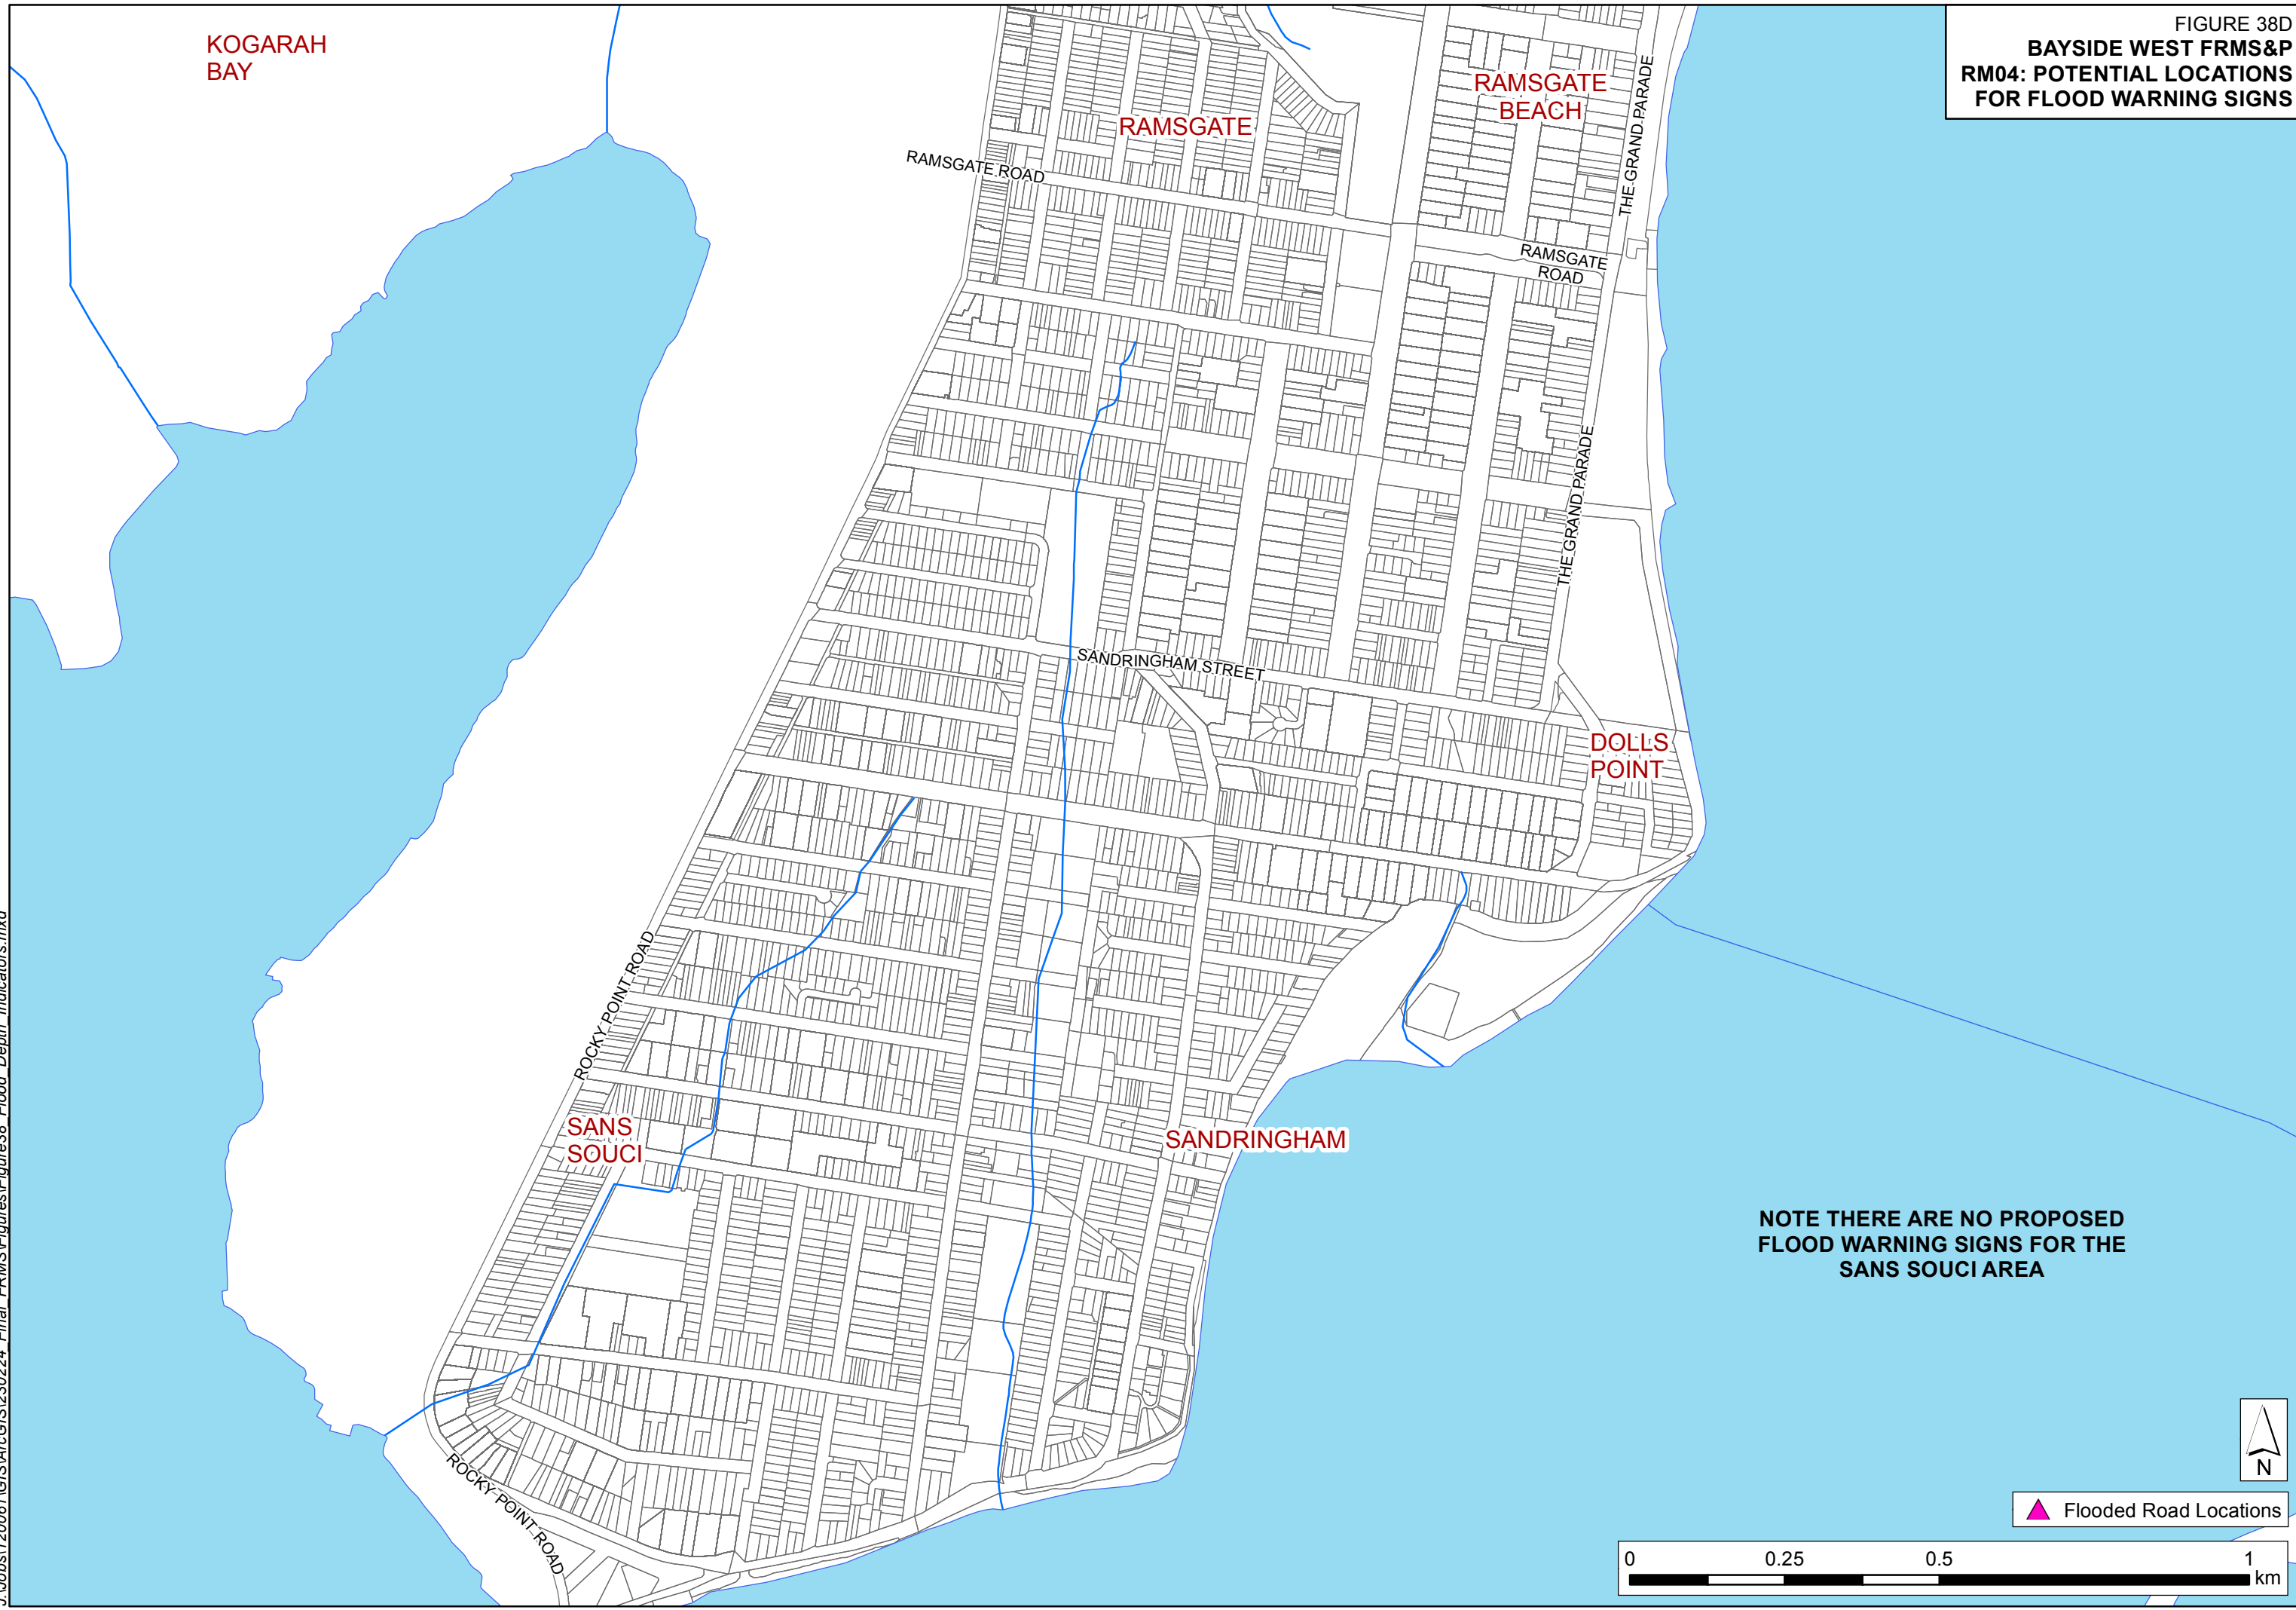 FIGURE 38D
BAYSIDE WEST FRMS&P
RM04: POTENTIAL LOCATIONS
FOR FLOOD WARNING SIGNS
KOGARAH
BAY
RAMSGATE
BEACH
RAMSGATE
THE GRAND PARADE
RAMSGATE ROAD
RAMSGATE
ROAD
THE GRAND PARADE
SANDRINGHAM STREET
DOLLS
POINT
ROCKY POINT ROAD
SANS
SOUCI
SANDRINGHAM
NOTE THERE ARE NO PROPOSED
FLOOD WARNING SIGNS FOR THE
SANS SOUCI AREA
ROCKY POINT ROAD
N
Flooded Road Locations
0 0.25 0.5 1
km